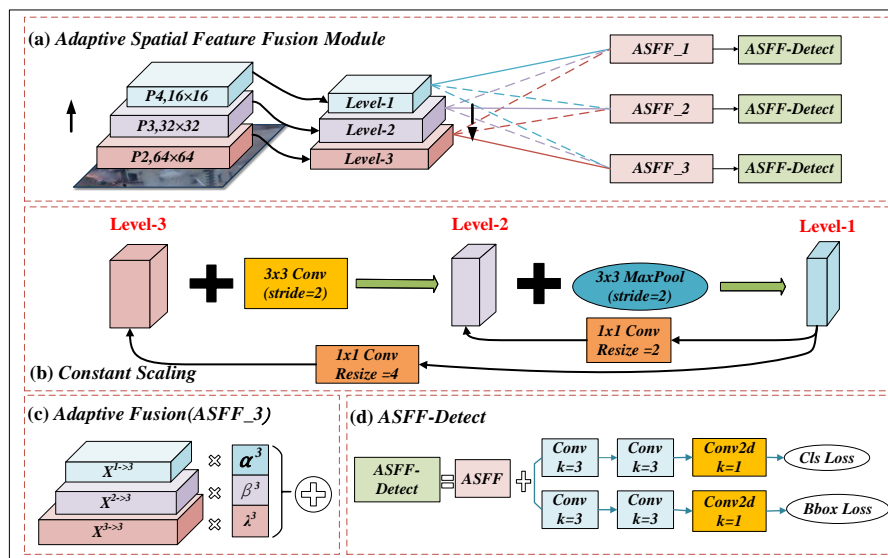 (a) Adaptive Spatial Feature Fusion Module
P4,16×16
P3,32×32
P2,64×64
Level-1
Level-2
Level-3
ASFF_1
ASFF-Detect
ASFF_2
ASFF-Detect
ASFF_3
ASFF-Detect
Level-3
Level-2
Level-1
3x3 Conv
(stride=2)
3x3 MaxPool
(stride=2)
1x1 Conv
Resize =2
1x1 Conv
Resize =4
(b) Constant Scaling
(c) Adaptive Fusion(ASFF_3)
X¹⁻>³
α³
X²⁻>³
β³
X³⁻>³
λ³
(d) ASFF-Detect
ASFF-
Detect
ASFF
Conv
k=3
Conv
k=3
Conv2d
k=1
Cls Loss
Conv
k=3
Conv
k=3
Conv2d
k=1
Bbox Loss